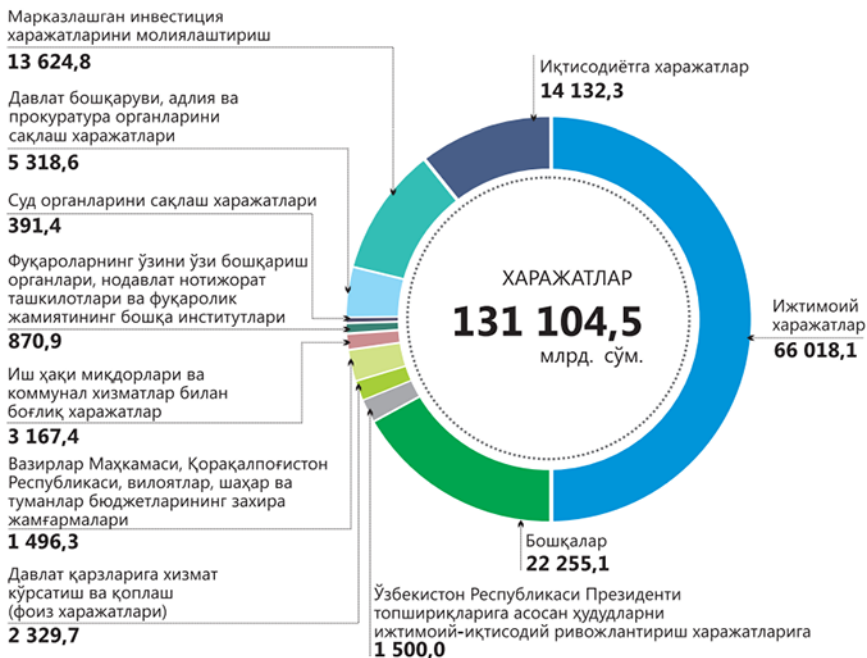 Марказлашган инвестиция
харажатларини молиялаштириш
13 624,8
Давлат бошқаруви, адлия ва
прокуратура органларини
сақлаш харажатлари
5 318,6
Суд органларини сақлаш харажатлари
391,4
Фуқароларнинг ўзини ўзи бошқариш
органлари, нодавлат нотижорат
ташкилотлари ва фуқаролик
жамиятининг бошқа институтлари
870,9
Иш ҳақи миқдорлари ва
коммунал хизматлар билан
боғлиқ харажатлар
3 167,4
Вазирлар Маҳкамаси, Қорақалпоғистон
Республикаси, вилоятлар, шаҳар ва
туманлар бюджетларининг захира
жамғармалари
1 496,3
Давлат қарзларига хизмат
кўрсатиш ва қоплаш
(фоиз харажатлари)
2 329,7
Иқтисодиётга харажатлар
14 132,3
ХАРАЖАТЛАР
131 104,5
млрд. сўм.
Ижтимоий
харажатлар
66 018,1
Бошқалар
22 255,1
Ўзбекистон Республикаси Президенти
топшириқларига асосан ҳудудларни
ижтимоий-иқтисодий ривожлантириш харажатларига
1 500,0